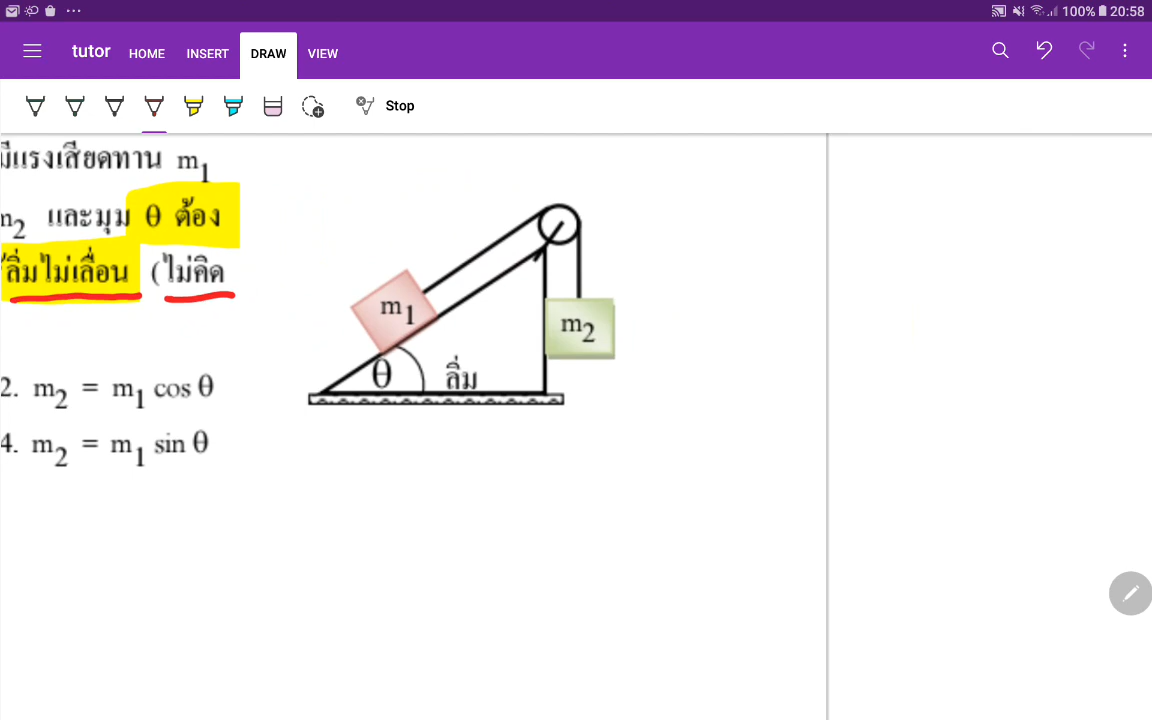 100% 20:58
tutor HOME INSERT DRAW VIEW
Stop
มีแรงเสียดทาน m1
m2 และมุม θ ต้อง
ลิ่มไม่เลื่อน (ไม่คิด
2. m2 = m1 cos θ
4. m2 = m1 sin θ
m1
m2
θ
ลิ่ม